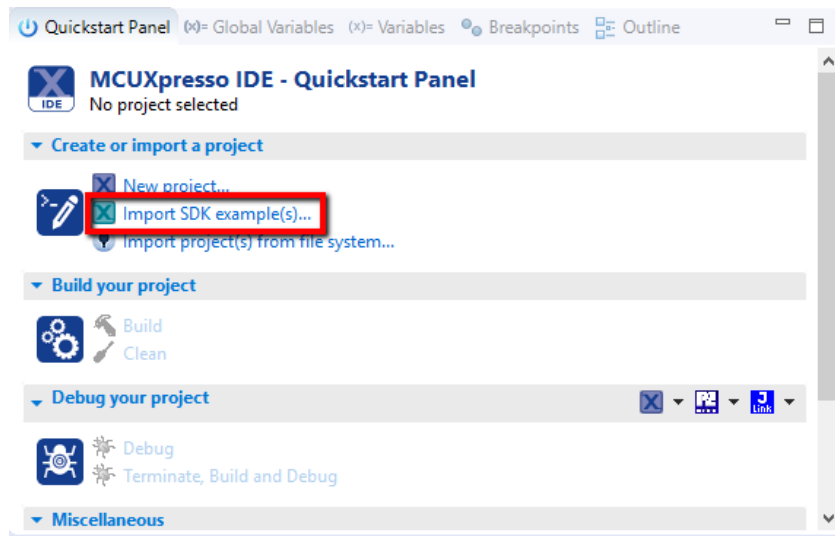 Quickstart Panel (x)= Global Variables (x)= Variables Breakpoints Outline
IDE
MCUXpresso IDE - Quickstart Panel
No project selected
Create or import a project
New project...
Import SDK example(s)...
Import project(s) from file system...
Build your project
Build
Clean
Debug your project
J
Link
Debug
Terminate, Build and Debug
Miscellaneous